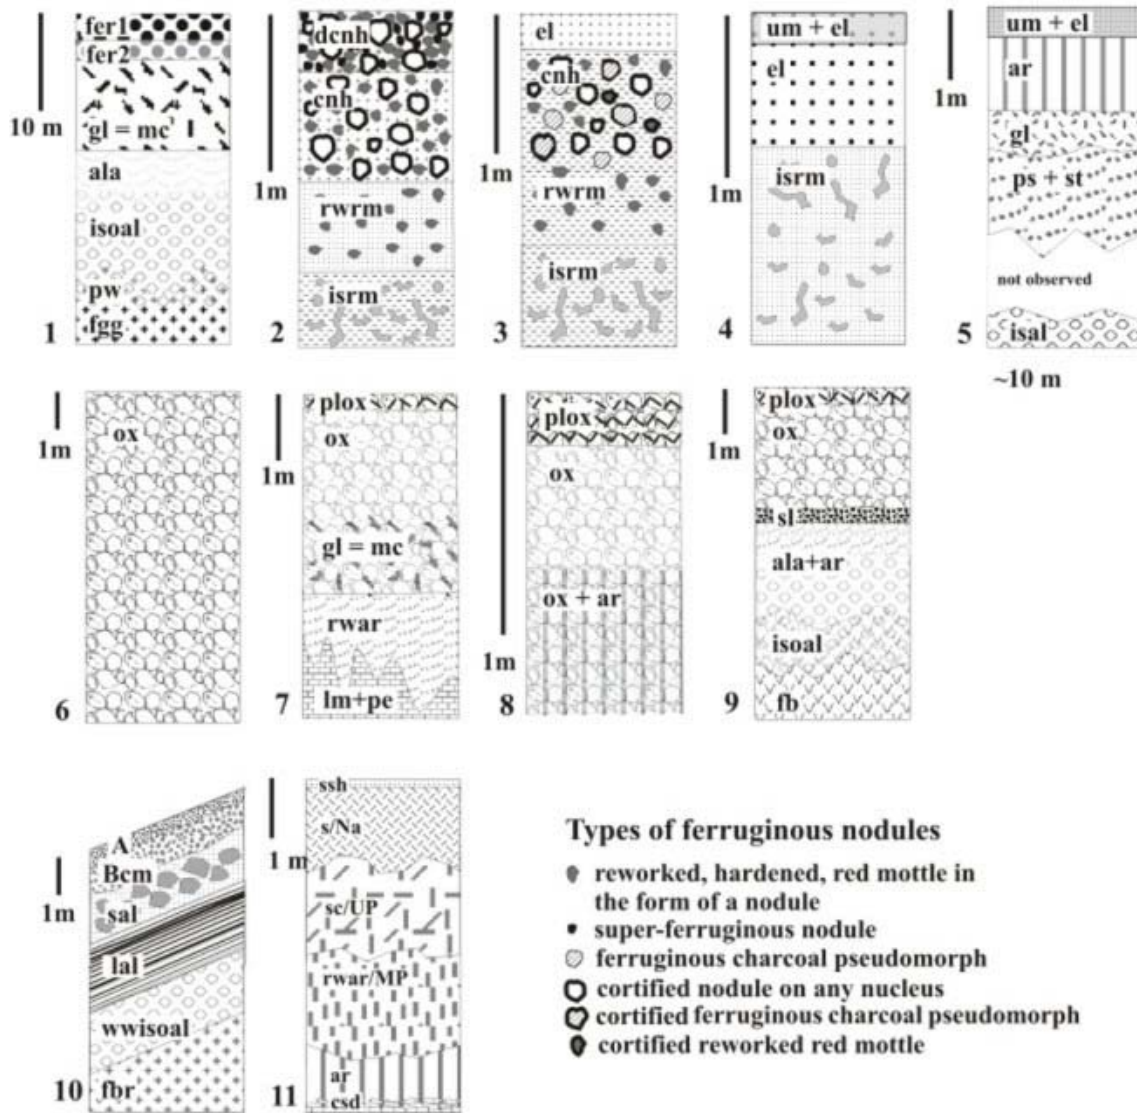 fer1
fer2
gl = mc
ala
isoal
pw
fgg
10 m
1
dcnh
cnh
rwrm
isrm
1m
2
el
cnh
rwrm
isrm
1m
3
um + el
el
isrm
1m
4
um + el
ar
gl
ps + st
not observed
isal
1m
5
~10 m
ox
1m
6
plox
ox
gl = mc
rwar
lm+pe
1m
7
plox
ox
ox + ar
1m
8
plox
ox
sl
ala+ar
isoal
fb
1m
9
A
Bcm
sal
lal
wwisoal
fbr
1m
10
ssh
s/Na
sc/UP
rwar/MP
ar
csd
1 m
11
Types of ferruginous nodules
reworked, hardened, red mottle in
the form of a nodule
super-ferruginous nodule
ferruginous charcoal pseudomorph
cortified nodule on any nucleus
cortified ferruginous charcoal pseudomorph
cortified reworked red mottle